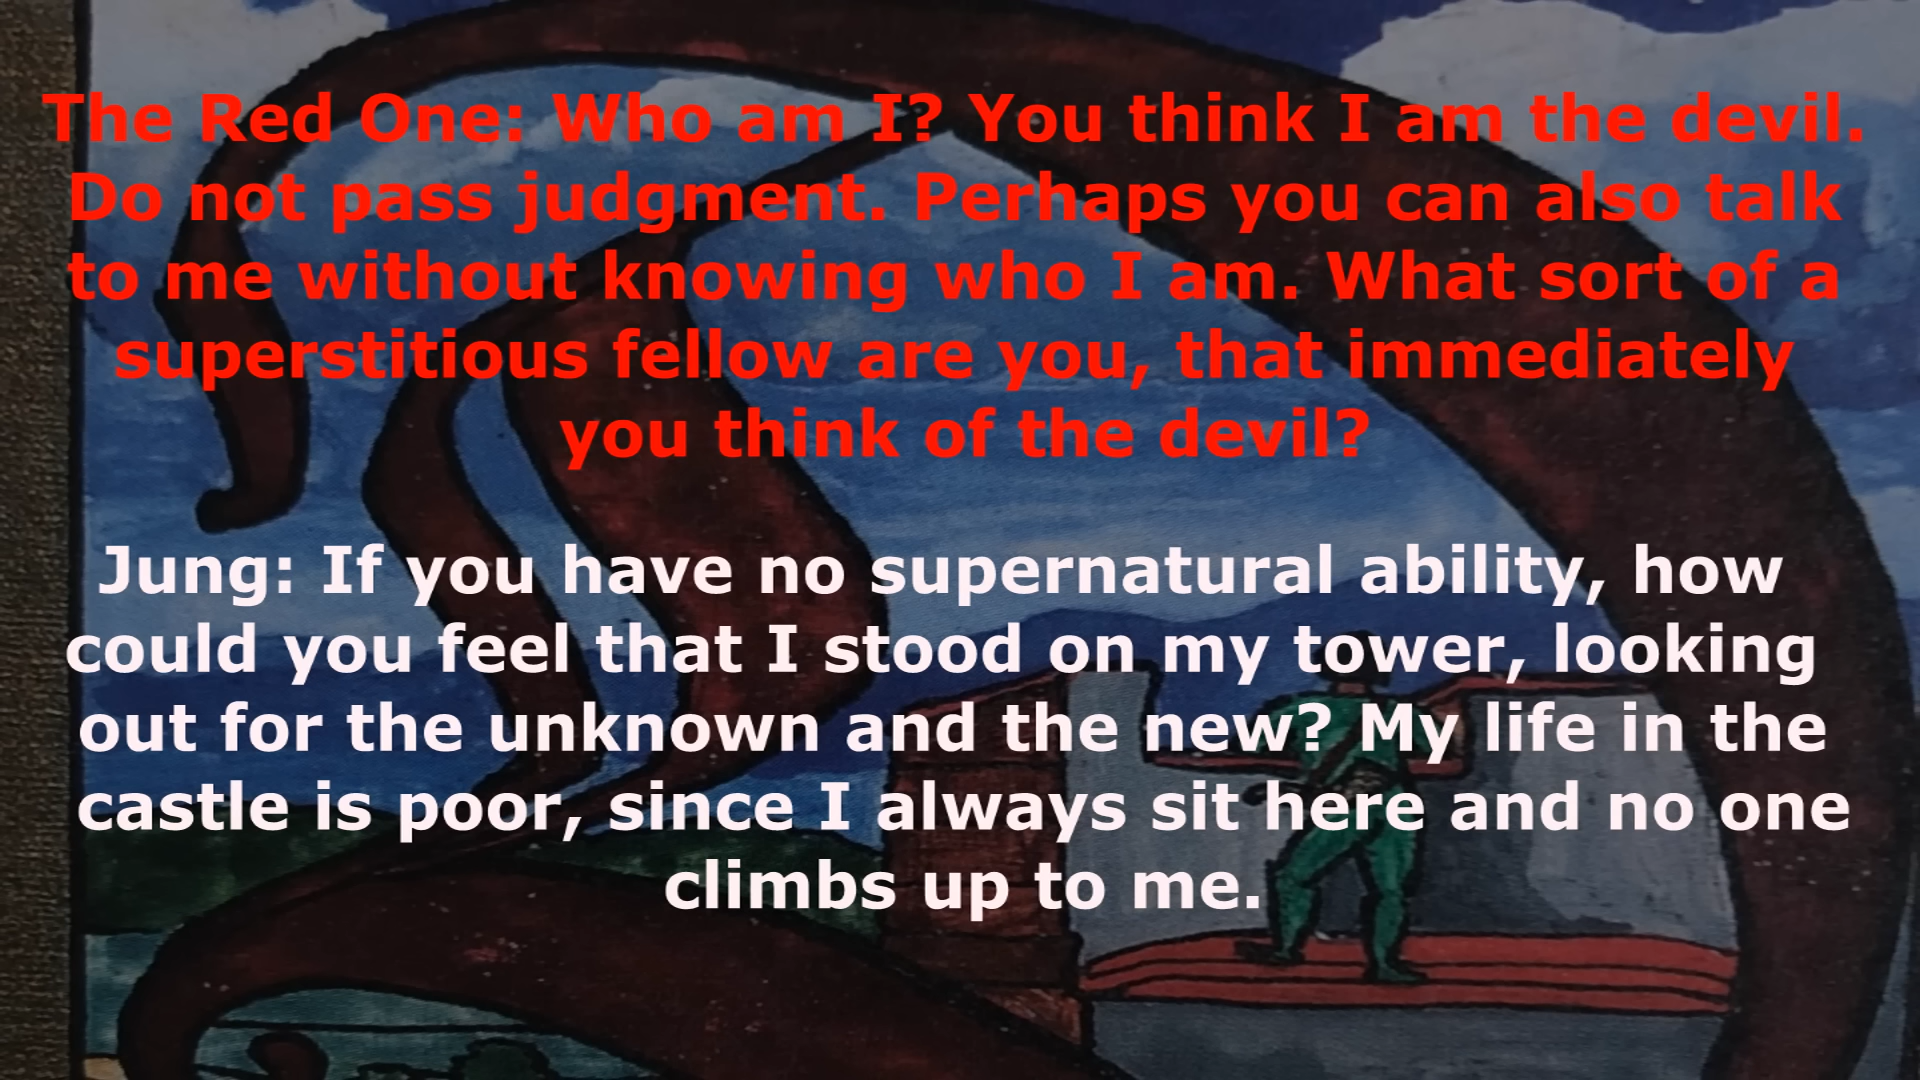 The Red One: Who am I? You think I am the devil.
Do not pass judgment. Perhaps you can also talk
to me without knowing who I am. What sort of a
superstitious fellow are you, that immediately
you think of the devil?
Jung: If you have no supernatural ability, how
could you feel that I stood on my tower, looking
out for the unknown and the new? My life in the
castle is poor, since I always sit here and no one
climbs up to me.